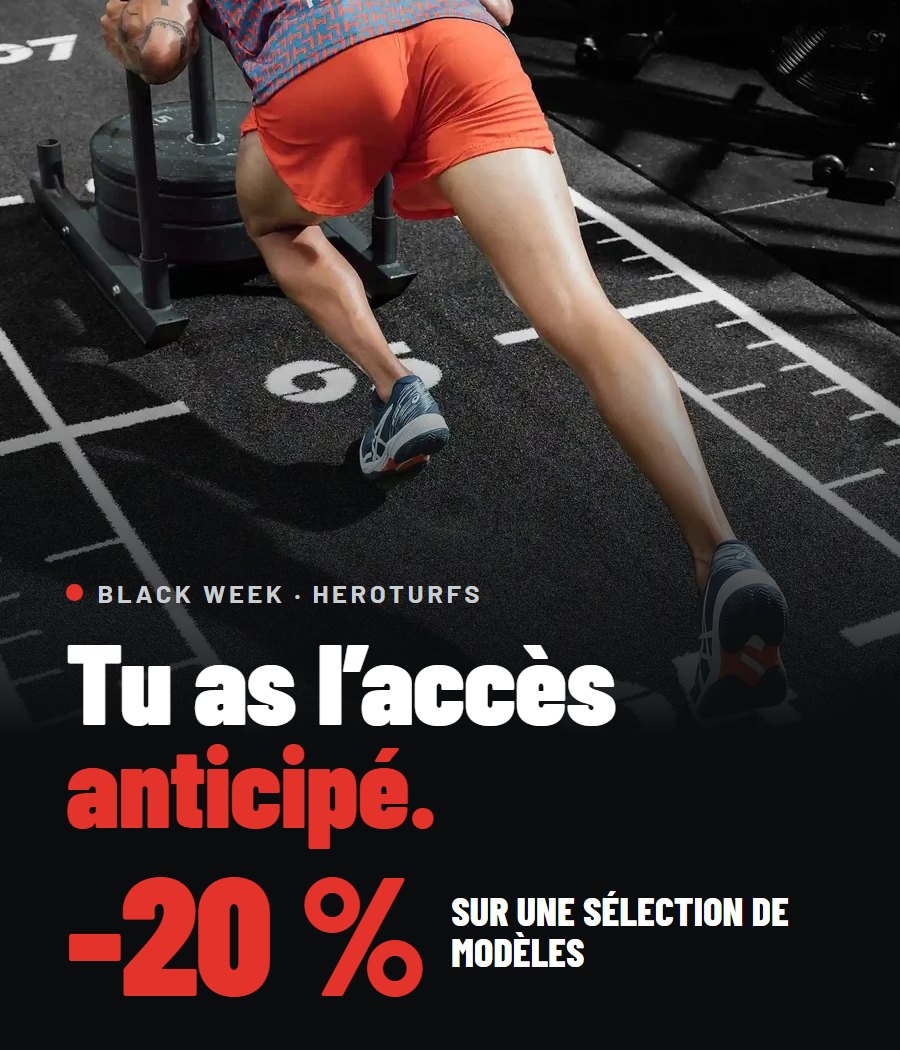 BLACK WEEK · HEROTURFS
Tu as l’accès
anticipé.
-20 %
SUR UNE SÉLECTION DE
MODÈLES